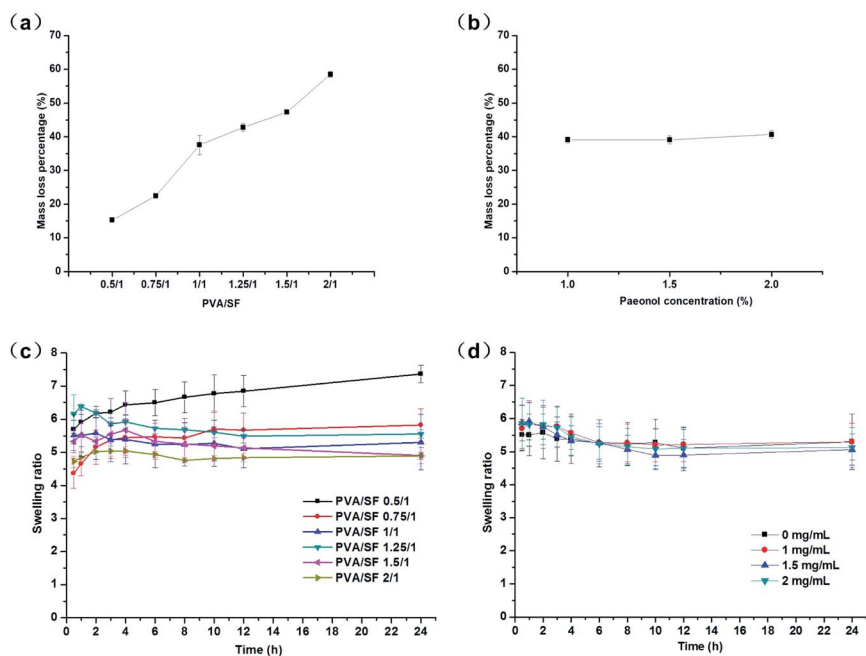 (a)
Mass loss percentage (%)
70
60
50
40
30
20
10
0
0.5/1 0.75/1 1/1 1.25/1 1.5/1 2/1
PVA/SF
(b)
Mass loss percentage (%)
70
60
50
40
30
20
10
0
1.0 1.5 2.0
Paeonol concentration (%)
(c)
Swelling ratio
8
7
6
5
4
3
2
1
0
PVA/SF 0.5/1
PVA/SF 0.75/1
PVA/SF 1/1
PVA/SF 1.25/1
PVA/SF 1.5/1
PVA/SF 2/1
0 2 4 6 8 10 12 14 16 18 20 22 24
Time (h)
(d)
Swelling ratio
8
7
6
5
4
3
2
1
0
0 mg/mL
1 mg/mL
1.5 mg/mL
2 mg/mL
0 2 4 6 8 10 12 14 16 18 20 22 24
Time (h)